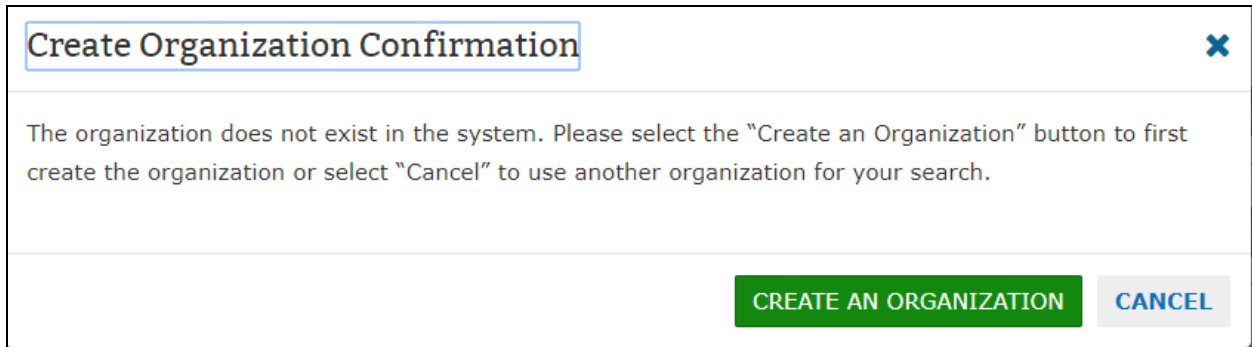 Create Organization Confirmation
The organization does not exist in the system. Please select the “Create an Organization” button to first
create the organization or select “Cancel” to use another organization for your search.
CREATE AN ORGANIZATION CANCEL